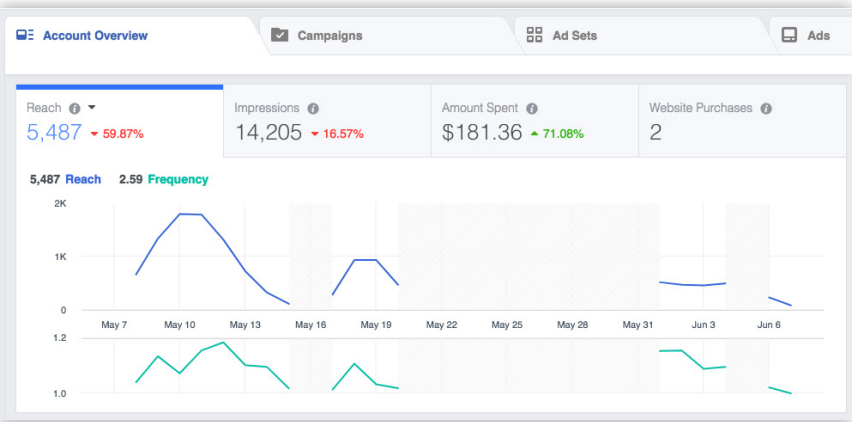 Account Overview
Campaigns
Ad Sets
Ads
Reach
5,487 59.87%
Impressions
14,205 16.57%
Amount Spent
$181.36 71.08%
Website Purchases
2
5,487 Reach 2.59 Frequency
2K
1K
0
May 7 May 10 May 13 May 16 May 19 May 22 May 25 May 28 May 31 Jun 3 Jun 6
1.2
1.0